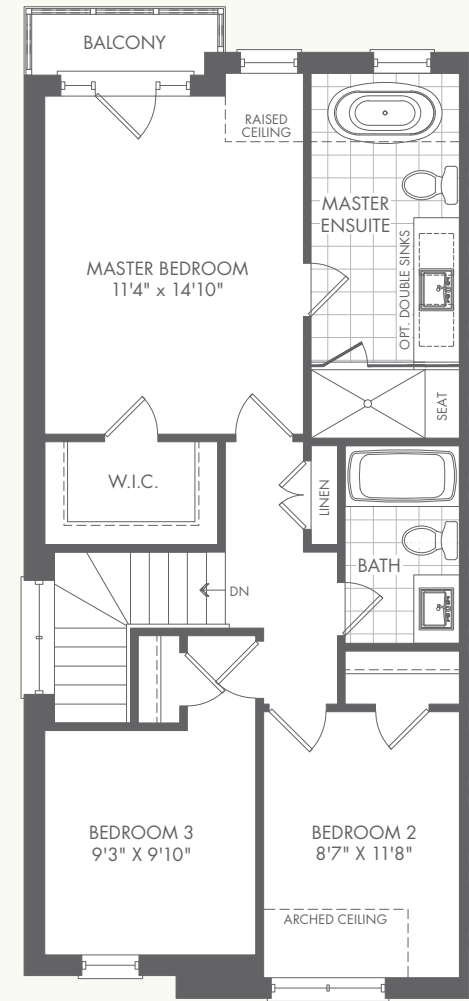 BALCONY
RAISED
CEILING
MASTER
ENSUITE
OPT. DOUBLE SINKS
MASTER BEDROOM
11'4" x 14'10"
SEAT
W.I.C.
LINEN
BATH
DN
BEDROOM 3
9'3" X 9'10"
BEDROOM 2
8'7" X 11'8"
ARCHED CEILING